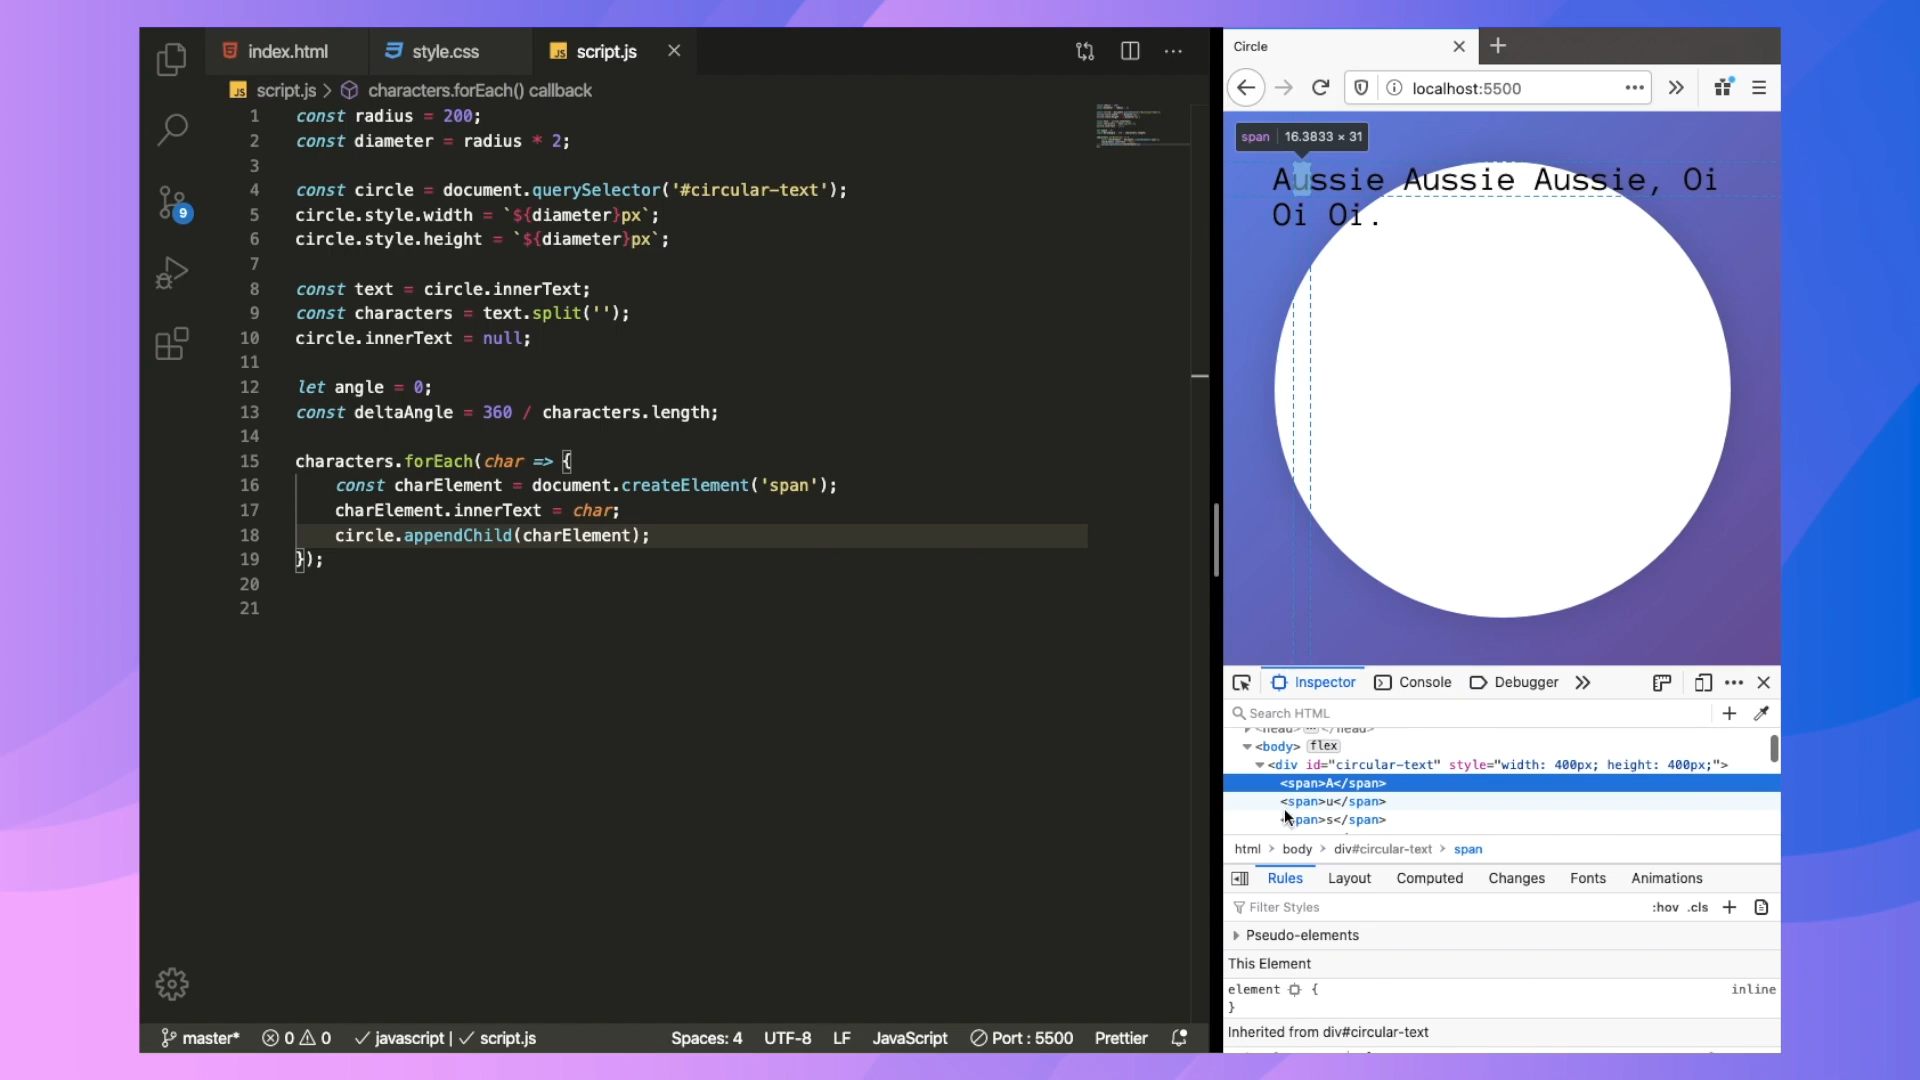 index.html
style.css
script.js
script.js > characters.forEach() callback
1 const radius = 200;
2 const diameter = radius * 2;
3
4 const circle = document.querySelector('#circular-text');
5 circle.style.width = `${diameter}px`;
6 circle.style.height = `${diameter}px`;
7
8 const text = circle.innerText;
9 const characters = text.split('');
10 circle.innerText = null;
11
12 let angle = 0;
13 const deltaAngle = 360 / characters.length;
14
15 characters.forEach(char => {
16 const charElement = document.createElement('span');
17 charElement.innerText = char;
18 circle.appendChild(charElement);
19 });
20
21
9
master* 0 0 javascript | script.js Spaces: 4 UTF-8 LF JavaScript Port : 5500 Prettier
Circle
localhost:5500
span 16.3833 × 31
Aussie Aussie Aussie, Oi
Oi Oi.
Inspector Console Debugger
Search HTML
<body> flex
<div id="circular-text" style="width: 400px; height: 400px;">
<span>A</span>
<span>u</span>
pan>s</span>
html > body > div#circular-text > span
Rules Layout Computed Changes Fonts Animations
Filter Styles :hov .cls +
Pseudo-elements
This Element
element { inline
}
Inherited from div#circular-text